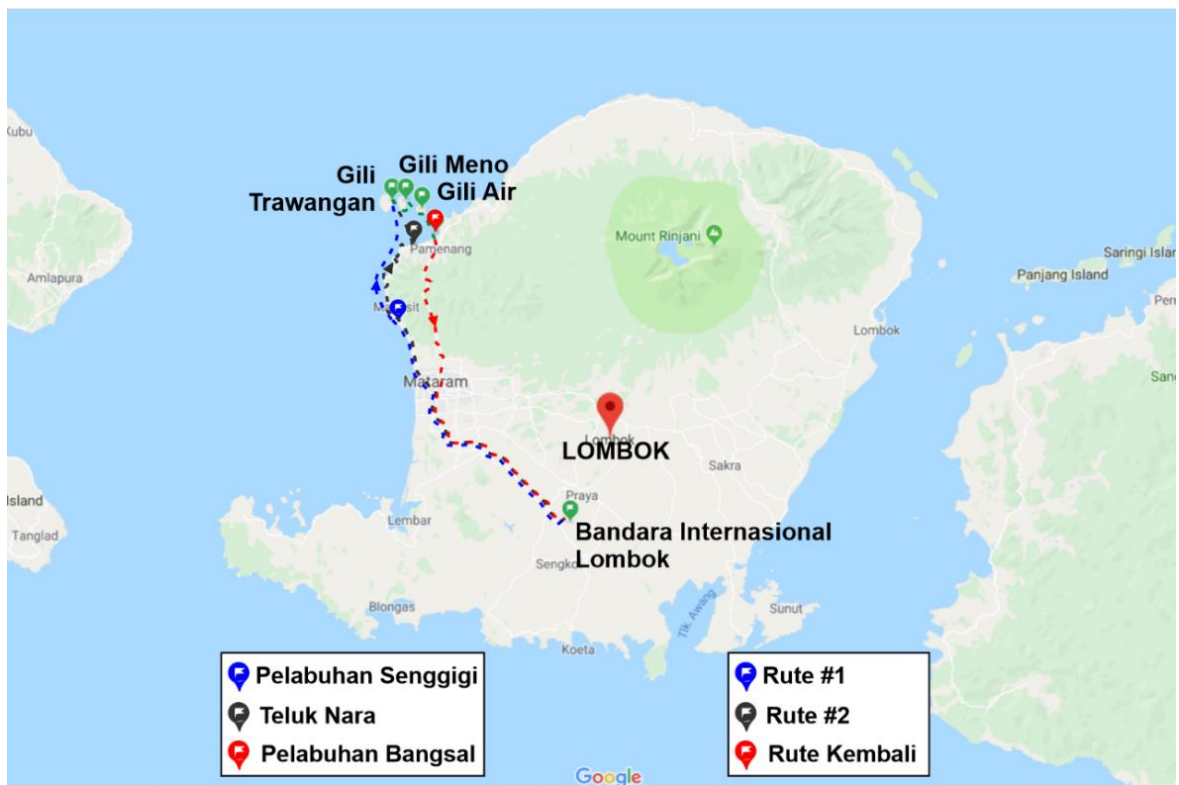 Kubu
Gili Meno
Gili
Trawangan
Gili Air
Pamenang
Mount Rinjani
Saringi Islan
Panjang Island
Amlapura
Lombok
Mataram
Lombok
LOMBOK
Sakra
Praya
Island
Lembar
Tanglad
Bandara Internasional
Lombok
Blongas
Tlk. Awang
Sunut
Koeta
Pelabuhan Senggigi
Teluk Nara
Pelabuhan Bangsal
Rute #1
Rute #2
Rute Kembali
Google